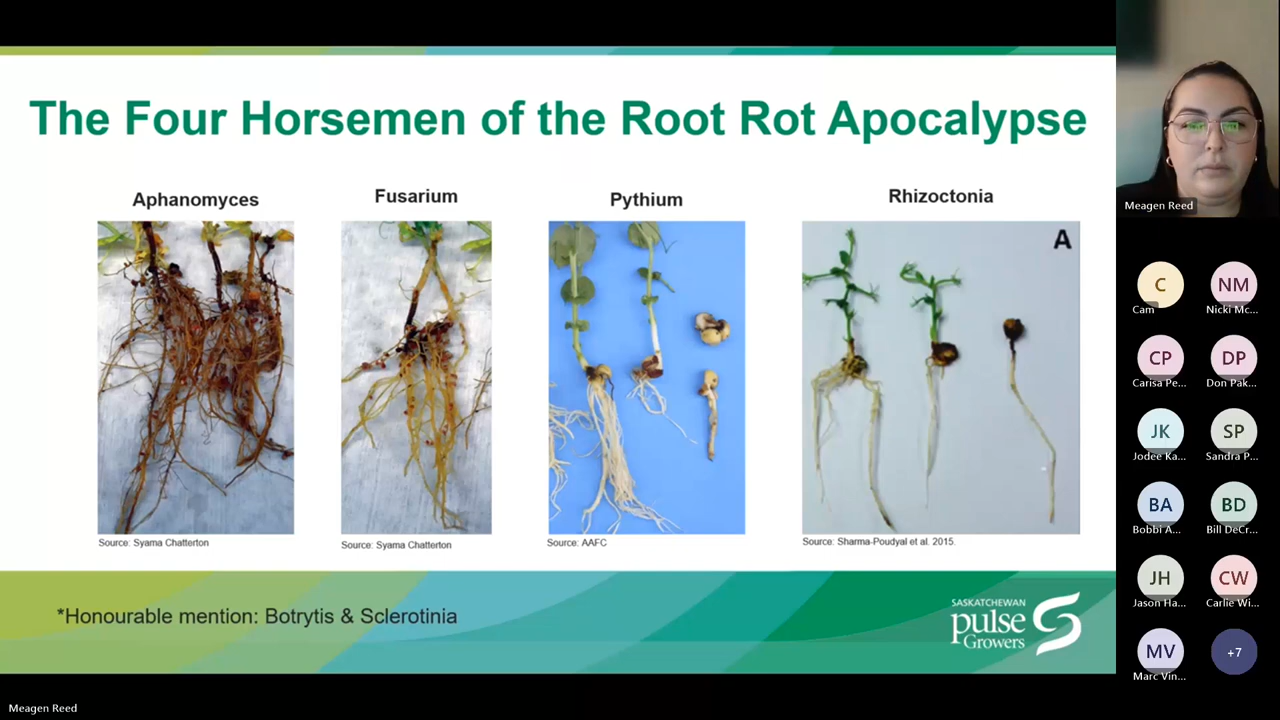 The Four Horsemen of the Root Rot Apocalypse
Aphanomyces
Fusarium
Pythium
Rhizoctonia
A
Source: Syama Chatterton
Source: Syama Chatterton
Source: AAFC
Source: Sharma-Poudyal et al. 2015.
*Honourable mention: Botrytis & Sclerotinia
SASKATCHEWAN
pulse
Growers
Meagen Reed
C
Cam
NM
Nicki Mc...
CP
Carisa Pe...
DP
Don Pak...
JK
Jodee Ka...
SP
Sandra P...
BA
Bobbi A...
BD
Bill DeCr...
JH
Jason Ha...
CW
Carlie Wi...
MV
Marc Vin...
+7
Meagen Reed